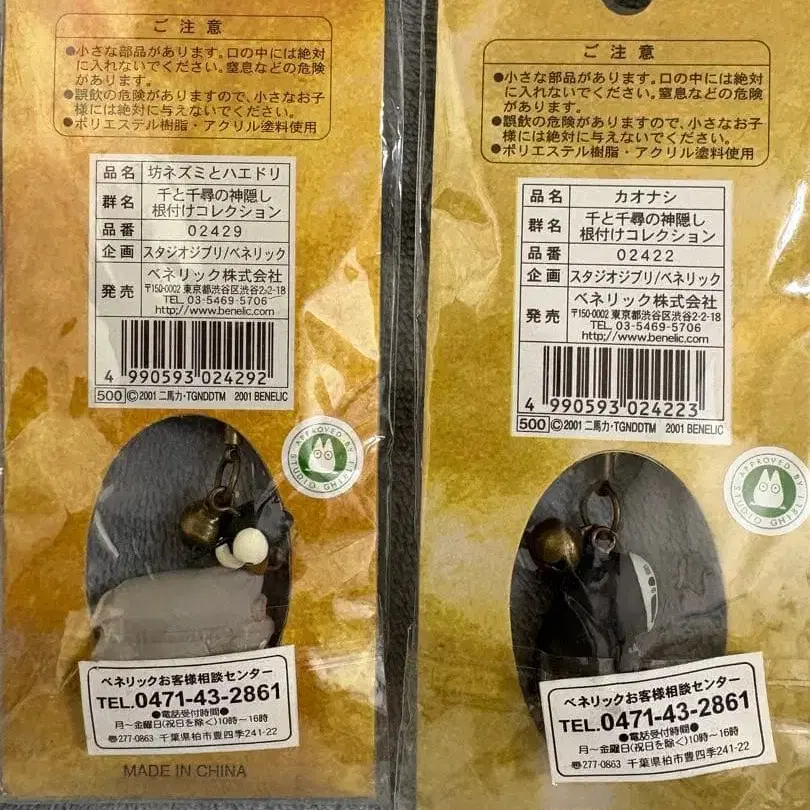 ご注意
●小さな部品があります。口の中には絶対
に入れないでください。窒息などの危険
があります。
●誤飲の危険がありますので、小さなお子
様には絶対に与えないでください。
●ポリエステル樹脂・アクリル塗料使用
品名 坊ネズミとハエドリ
群名 千と千尋の神隠し
根付けコレクション
品番 02429
企画 スタジオジブリ/ベネリック
発売 ベネリック株式会社
〒150-0002 東京都渋谷区渋谷2-2-18
TEL 03-5469-5706
http://www.benelic.com
4 990593 024292
500 ©2001 二馬力・TGNDDTM 2001 BENELIC
APPROVED BY STUDIO GHIBLI
ベネリックお客様相談センター
TEL.0471-43-2861
●電話受付時間●
月〜金曜日(祝日を除く)10時〜16時
〠277-0863 千葉県柏市豊四季241-22
MADE IN CHINA
ご注意
●小さな部品があります。口の中には絶対
に入れないでください。窒息などの危険
があります。
●誤飲の危険がありますので、小さなお子
様には絶対に与えないでください。
●ポリエステル樹脂・アクリル塗料使用
品名 カオナシ
群名 千と千尋の神隠し
根付けコレクション
品番 02422
企画 スタジオジブリ/ベネリック
発売 ベネリック株式会社
〒150-0002 東京都渋谷区渋谷2-2-18
TEL 03-5469-5706
http://www.benelic.com
4 990593 024223
500 ©2001 二馬力・TGNDDTM 2001 BENELIC
APPROVED BY STUDIO GHIBLI
ベネリックお客様相談センター
TEL.0471-43-2861
●電話受付時間●
月〜金曜日(祝日を除く)10時〜16時
〠277-0863 千葉県柏市豊四季241-22